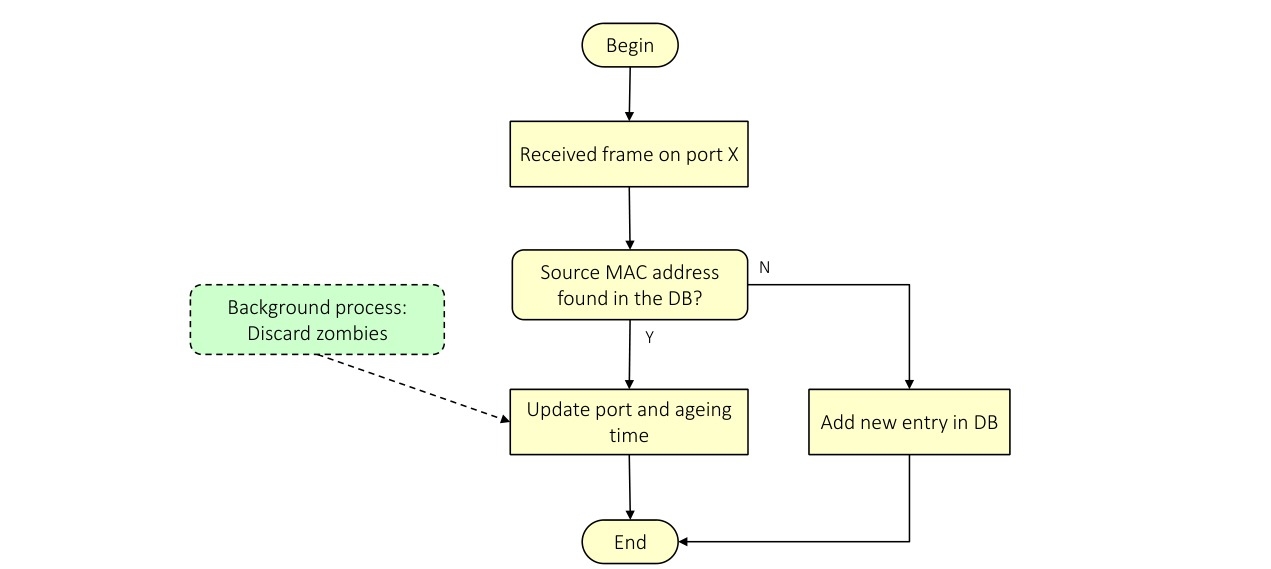 Begin
Received frame on port X
Source MAC address
found in the DB?
N
Background process:
Discard zombies
Y
Update port and ageing
time
Add new entry in DB
End